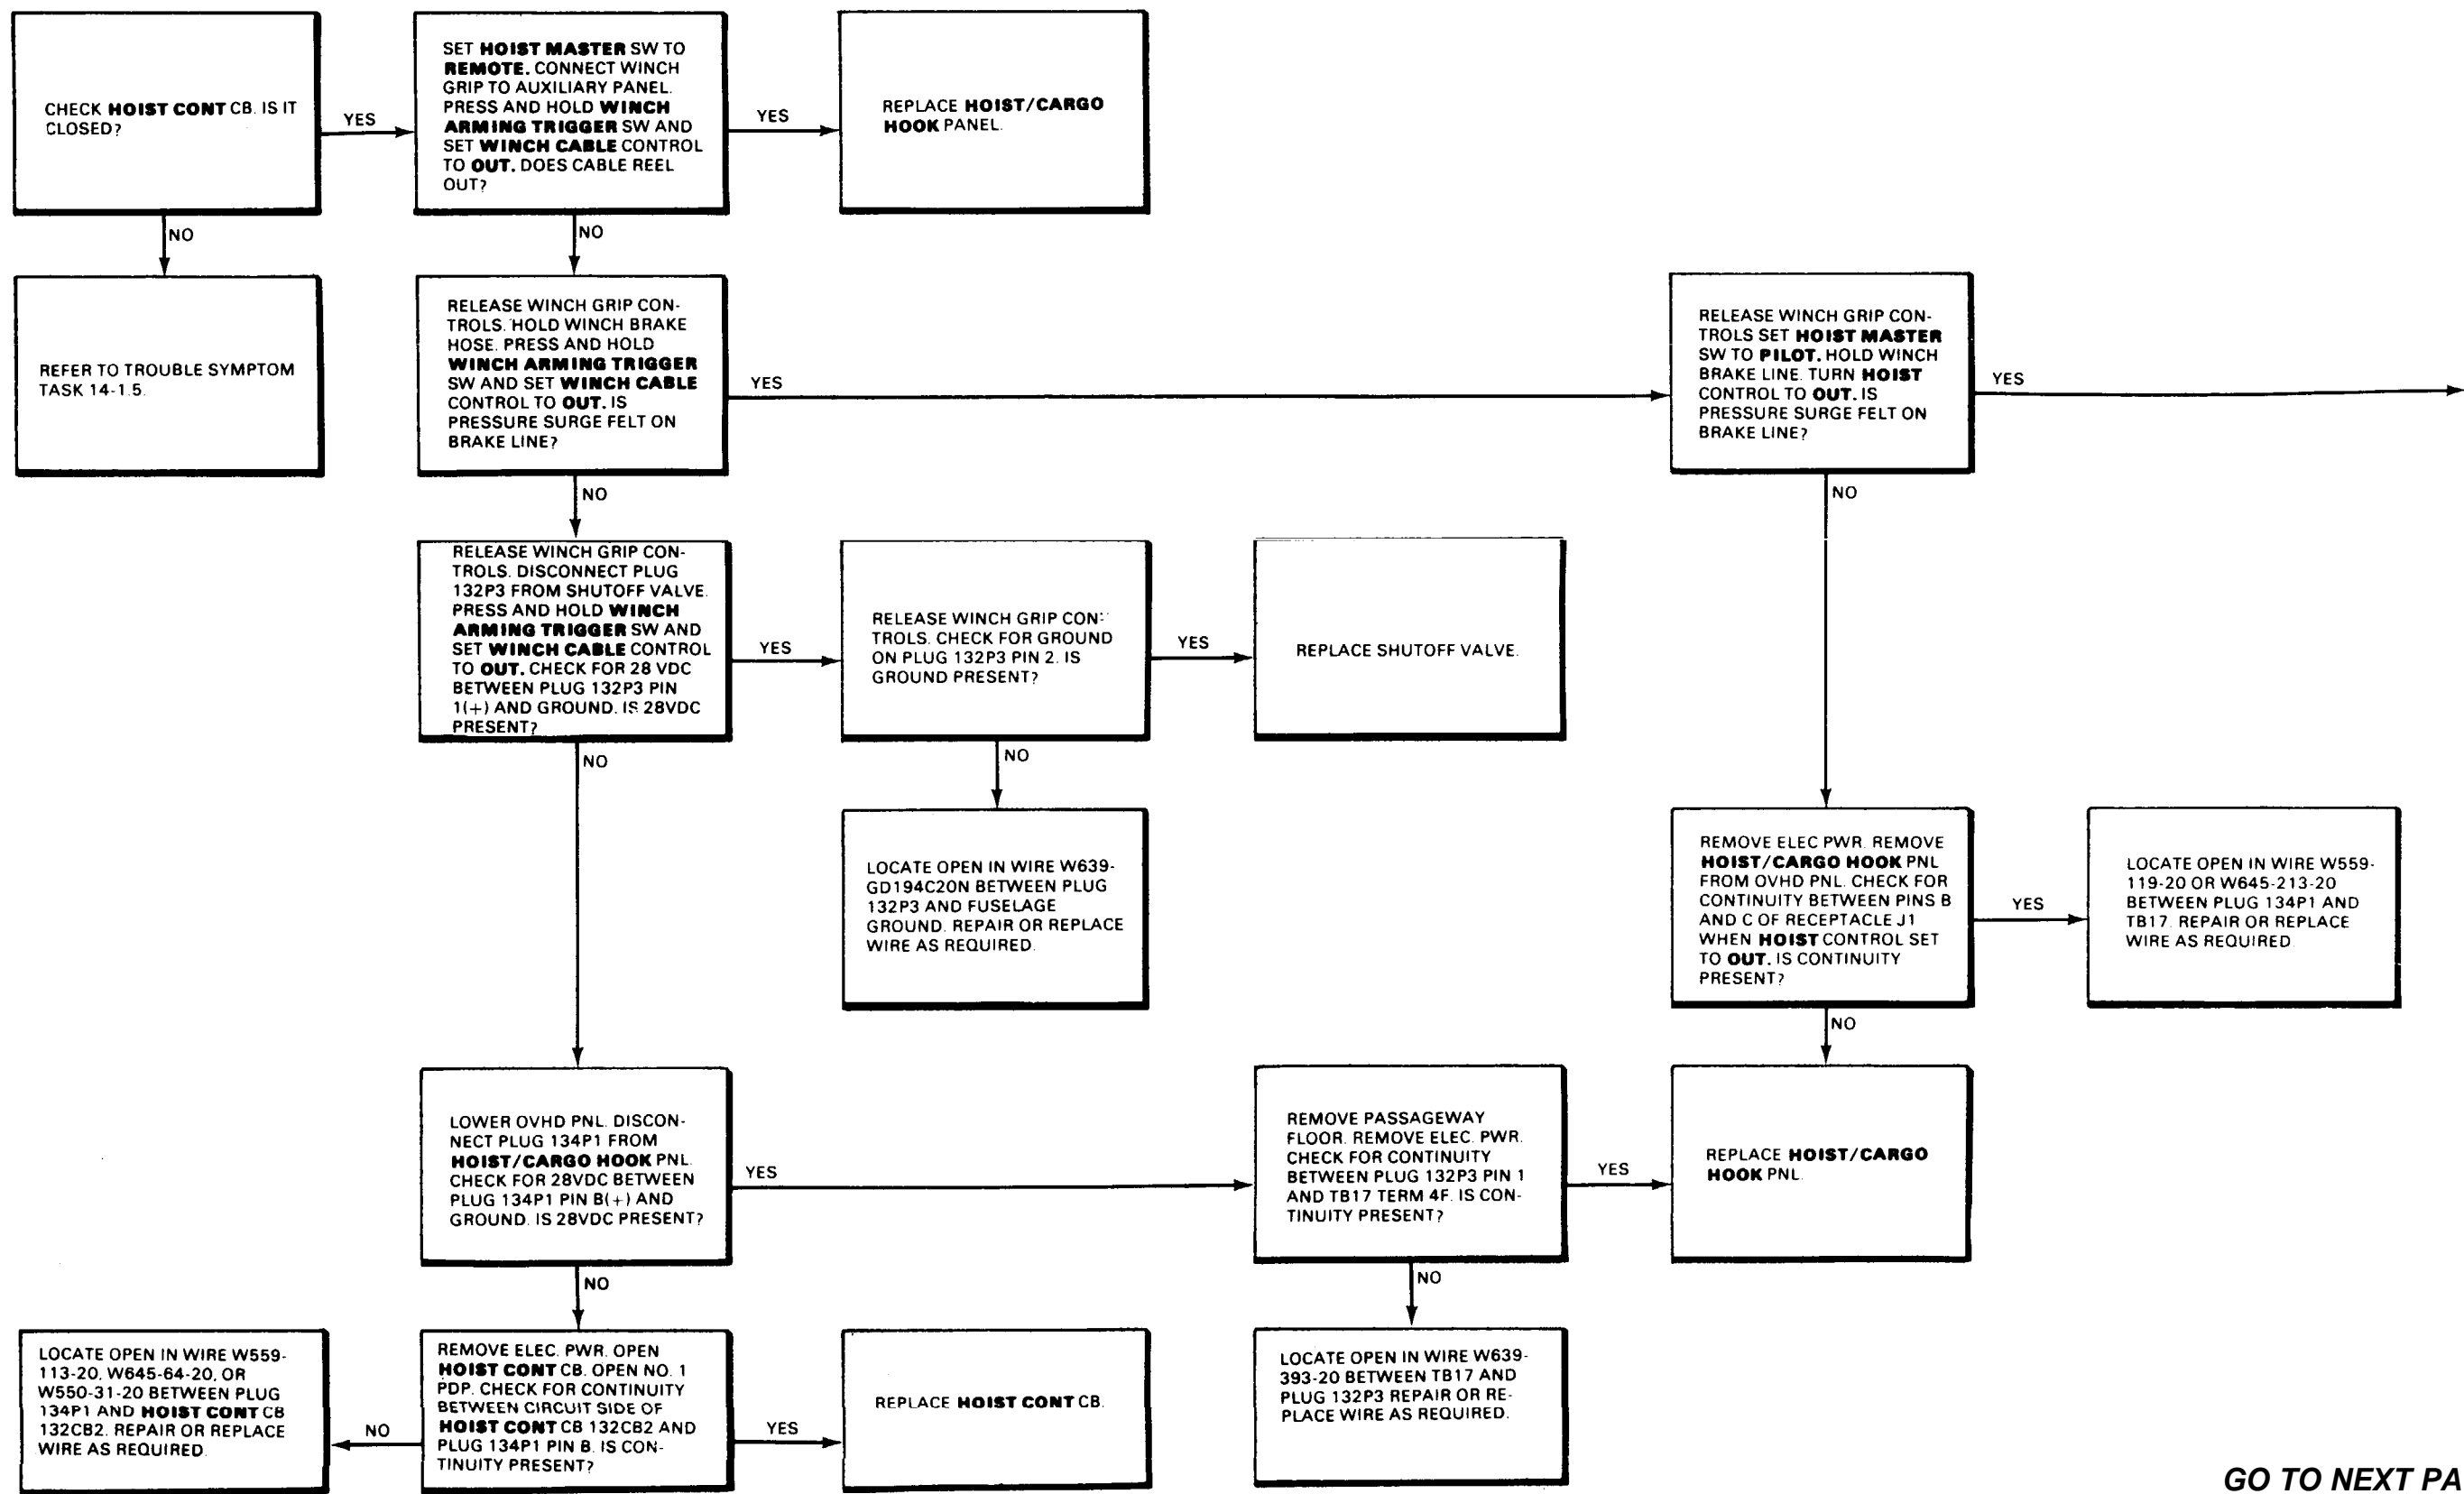 CHECK HOIST CONT CB. IS IT
CLOSED?
YES
NO
SET HOIST MASTER SW TO
REMOTE. CONNECT WINCH
GRIP TO AUXILIARY PANEL.
PRESS AND HOLD WINCH
ARMING TRIGGER SW AND
SET WINCH CABLE CONTROL
TO OUT. DOES CABLE REEL
OUT?
YES
NO
REPLACE HOIST/CARGO
HOOK PANEL.
REFER TO TROUBLE SYMPTOM
TASK 14-1.5.
RELEASE WINCH GRIP CON-
TROLS. HOLD WINCH BRAKE
HOSE. PRESS AND HOLD
WINCH ARMING TRIGGER
SW AND SET WINCH CABLE
CONTROL TO OUT. IS
PRESSURE SURGE FELT ON
BRAKE LINE?
YES
NO
RELEASE WINCH GRIP CON-
TROLS SET HOIST MASTER
SW TO PILOT. HOLD WINCH
BRAKE LINE. TURN HOIST
CONTROL TO OUT. IS
PRESSURE SURGE FELT ON
BRAKE LINE?
YES
NO
RELEASE WINCH GRIP CON-
TROLS. DISCONNECT PLUG
132P3 FROM SHUTOFF VALVE.
PRESS AND HOLD WINCH
ARMING TRIGGER SW AND
SET WINCH CABLE CONTROL
TO OUT. CHECK FOR 28 VDC
BETWEEN PLUG 132P3 PIN
1(+) AND GROUND. IS 28VDC
PRESENT?
YES
NO
RELEASE WINCH GRIP CON-
TROLS. CHECK FOR GROUND
ON PLUG 132P3 PIN 2. IS
GROUND PRESENT?
YES
NO
REPLACE SHUTOFF VALVE.
LOCATE OPEN IN WIRE W639-
GD194C20N BETWEEN PLUG
132P3 AND FUSELAGE
GROUND. REPAIR OR REPLACE
WIRE AS REQUIRED.
REMOVE ELEC PWR. REMOVE
HOIST/CARGO HOOK PNL
FROM OVHD PNL. CHECK FOR
CONTINUITY BETWEEN PINS B
AND C OF RECEPTACLE J1
WHEN HOIST CONTROL SET
TO OUT. IS CONTINUITY
PRESENT?
YES
NO
LOCATE OPEN IN WIRE W559-
119-20 OR W645-213-20
BETWEEN PLUG 134P1 AND
TB17. REPAIR OR REPLACE
WIRE AS REQUIRED
LOWER OVHD PNL. DISCON-
NECT PLUG 134P1 FROM
HOIST/CARGO HOOK PNL.
CHECK FOR 28VDC BETWEEN
PLUG 134P1 PIN B(+) AND
GROUND. IS 28VDC PRESENT?
YES
NO
REMOVE PASSAGEWAY
FLOOR. REMOVE ELEC. PWR.
CHECK FOR CONTINUITY
BETWEEN PLUG 132P3 PIN 1
AND TB17 TERM 4F. IS CON-
TINUITY PRESENT?
YES
NO
REPLACE HOIST/CARGO
HOOK PNL.
LOCATE OPEN IN WIRE W559-
113-20, W645-64-20, OR
W550-31-20 BETWEEN PLUG
134P1 AND HOIST CONT CB
132CB2. REPAIR OR REPLACE
WIRE AS REQUIRED.
NO
REMOVE ELEC. PWR. OPEN
HOIST CONT CB. OPEN NO. 1
PDP. CHECK FOR CONTINUITY
BETWEEN CIRCUIT SIDE OF
HOIST CONT CB 132CB2 AND
PLUG 134P1 PIN B. IS CON-
TINUITY PRESENT?
YES
REPLACE HOIST CONT CB.
LOCATE OPEN IN WIRE W639-
393-20 BETWEEN TB17 AND
PLUG 132P3 REPAIR OR RE-
PLACE WIRE AS REQUIRED.
GO TO NEXT PA